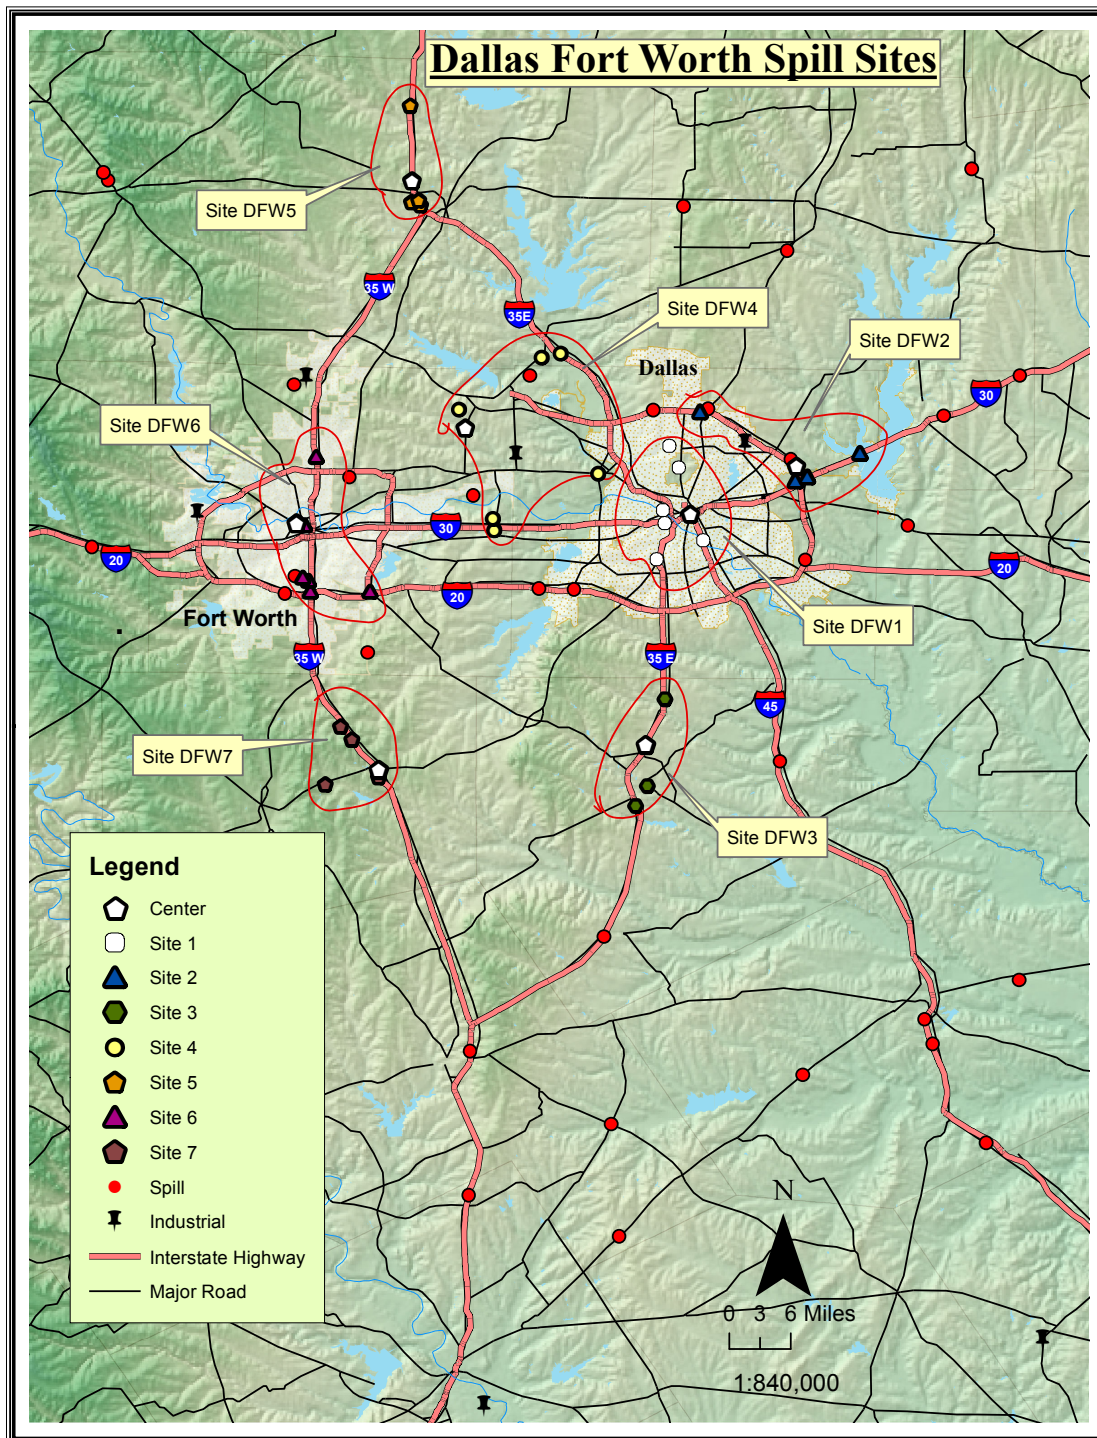 Dallas Fort Worth Spill Sites
Site DFW5
35 W
35E
Site DFW4
Site DFW2
Dallas
30
Site DFW6
30
20
20
20
Fort Worth
Site DFW1
35 W
35 E
45
Site DFW7
Site DFW3
Legend
Center
Site 1
Site 2
Site 3
Site 4
Site 5
Site 6
Site 7
Spill
Industrial
Interstate Highway
Major Road
N
0 3 6 Miles
1:840,000